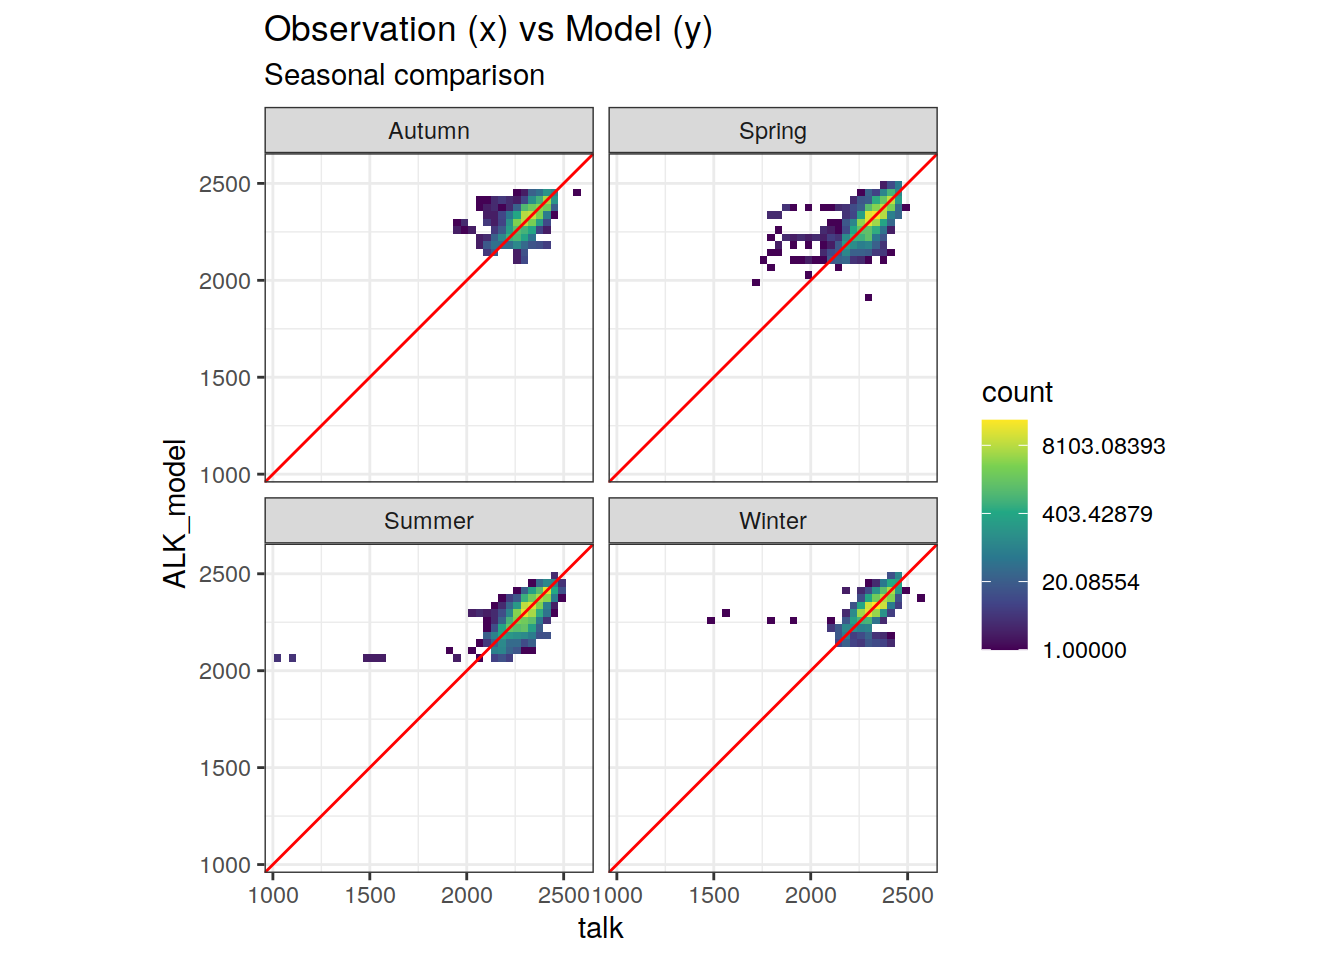 Observation (x) vs Model (y)
Seasonal comparison
Autumn
Spring
2500
2000
1500
1000
ALK_model
Summer
Winter
2500
2000
1500
1000
1000 1500 2000 2500 1000 1500 2000 2500
talk
count
8103.08393
403.42879
20.08554
1.00000